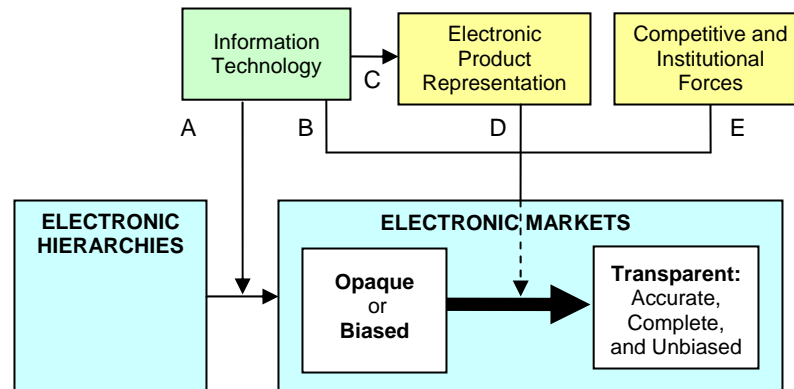 Information
Technology
Electronic
Product
Representation
Competitive and
Institutional
Forces
C
A
B
D
E
ELECTRONIC
HIERARCHIES
ELECTRONIC MARKETS
Opaque
or
Biased
Transparent:
Accurate,
Complete,
and Unbiased